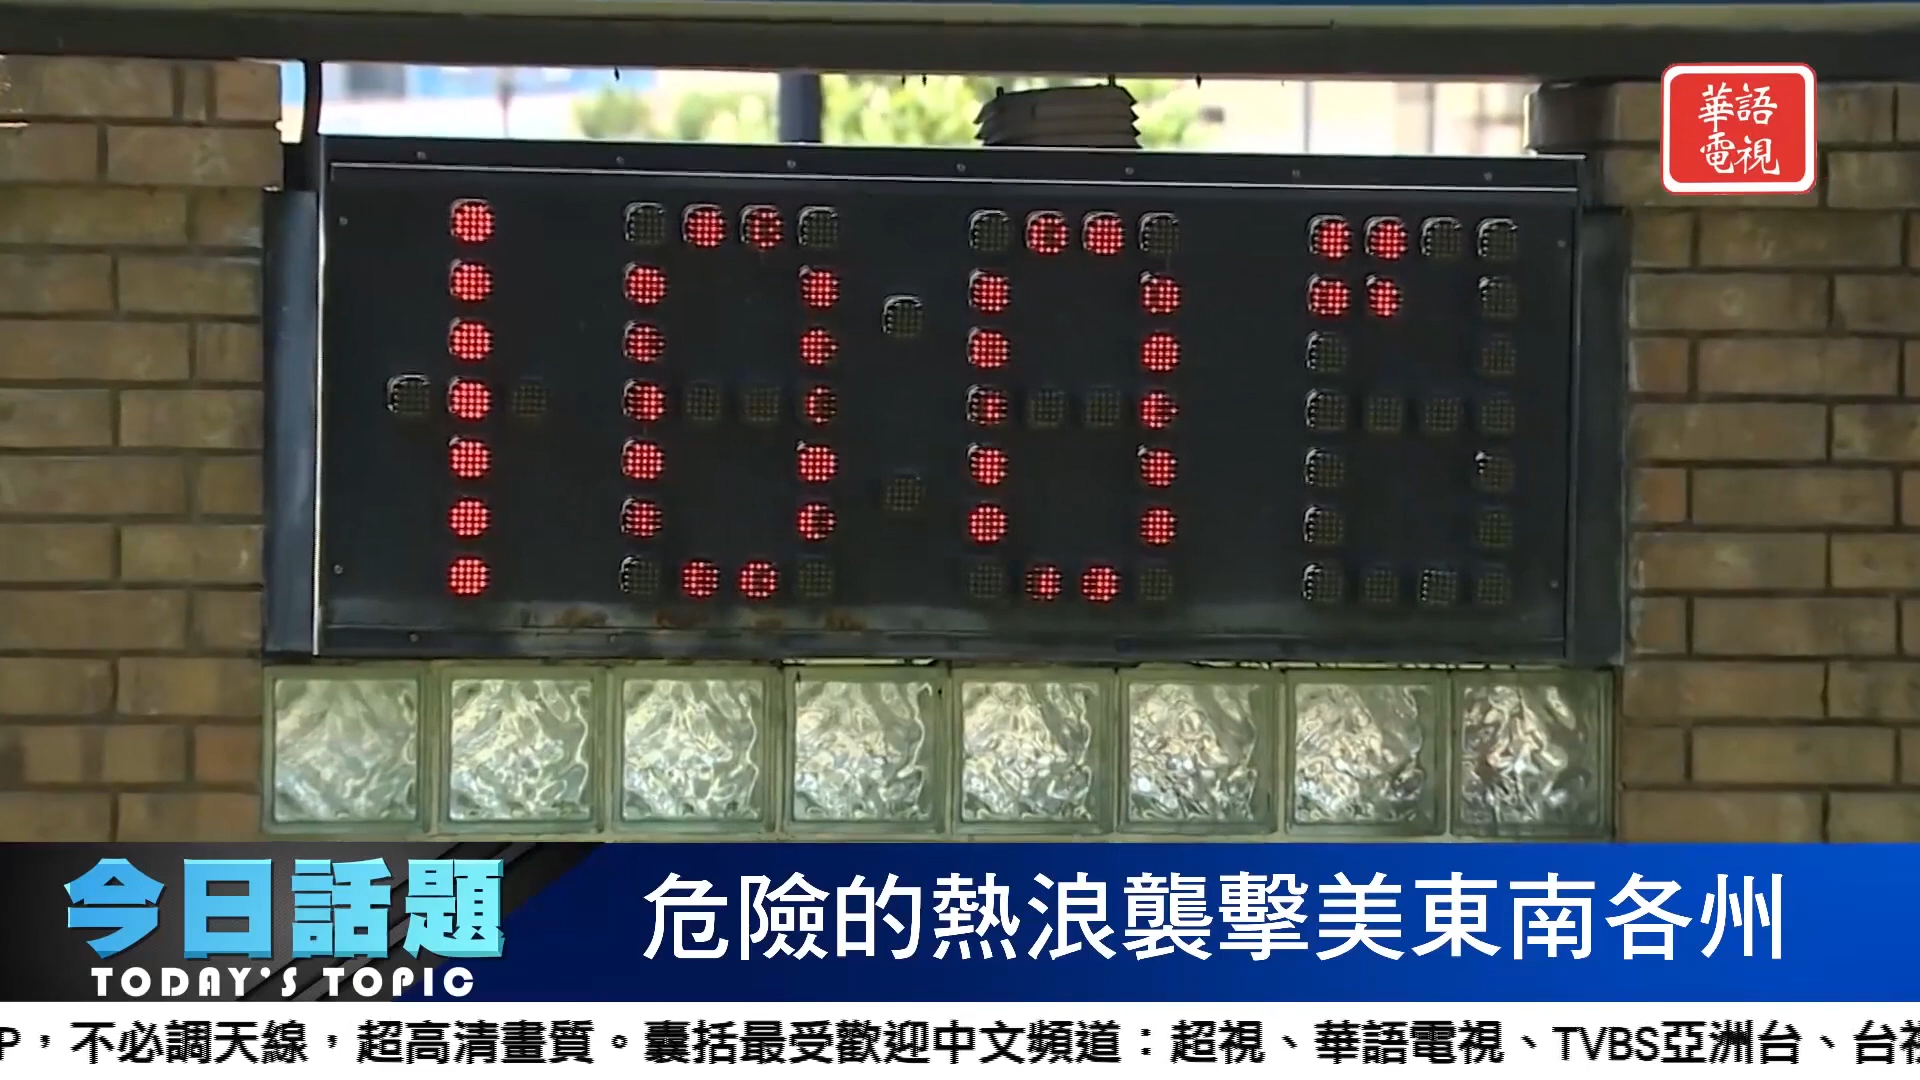 華語
電視
100°
今日話題
TODAY'S TOPIC
危險的熱浪襲擊美東南各州
P，不必調天線，超高清畫質。囊括最受歡迎中文頻道：超視、華語電視、TVBS亞洲台、台視